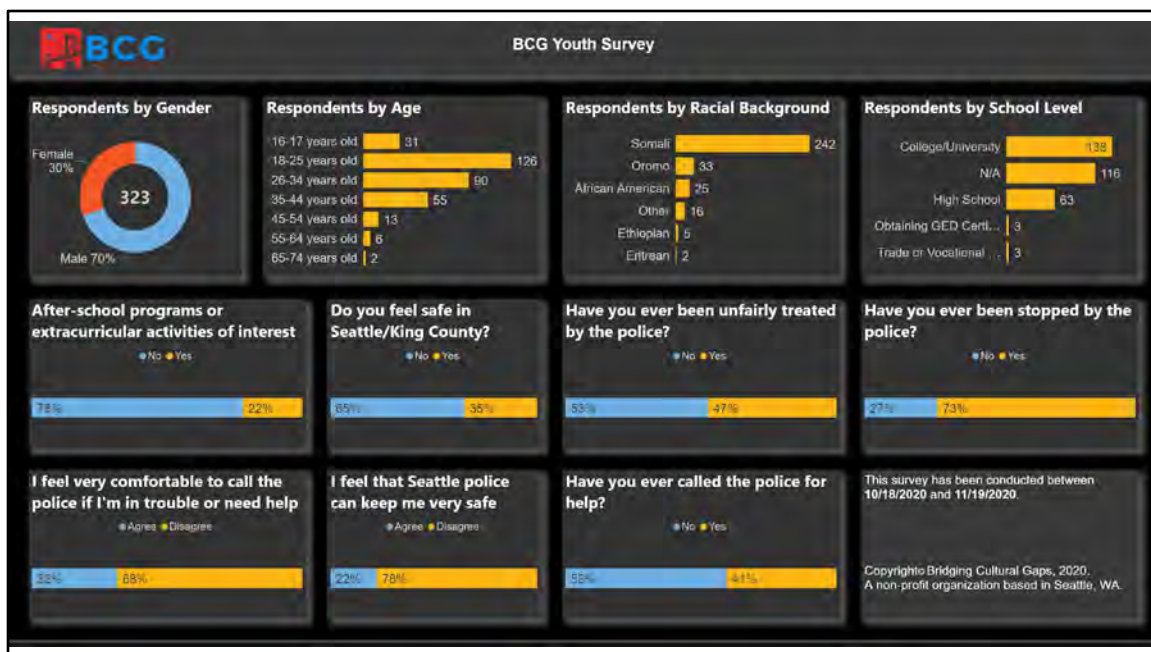 BCG
BCG Youth Survey
Respondents by Gender
Female
30%
323
Male 70%
Respondents by Age
16-17 years old 31
18-25 years old 126
26-34 years old 90
35-44 years old 55
45-54 years old 13
55-64 years old 6
65-74 years old 2
Respondents by Racial Background
Somali 242
Oromo 33
African American 25
Other 16
Ethiopian 5
Eritrean 2
Respondents by School Level
College/University 138
N/A 116
High School 63
Obtaining GED Certi... 3
Trade or Vocational ... 3
After-school programs or
extracurricular activities of interest
No Yes
78% 22%
Do you feel safe in
Seattle/King County?
No Yes
65% 35%
Have you ever been unfairly treated
by the police?
No Yes
53% 47%
Have you ever been stopped by the
police?
No Yes
27% 73%
I feel very comfortable to call the
police if I'm in trouble or need help
Agree Disagree
32% 68%
I feel that Seattle police
can keep me very safe
Agree Disagree
22% 78%
Have you ever called the police for
help?
No Yes
59% 41%
This survey has been conducted between
10/18/2020 and 11/19/2020.
Copyright© Bridging Cultural Gaps, 2020.
A non-profit organization based in Seattle, WA.